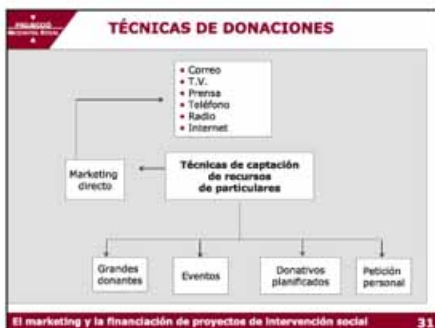 TÉCNICAS DE DONACIONES
• Correo
• T.V.
• Prensa
• Teléfono
• Radio
• Internet
Marketing
directo
Técnicas de captación
de recursos
de particulares
Grandes
donantes
Eventos
Donativos
planificados
Petición
personal
El marketing y la financiación de proyectos de intervención social
31